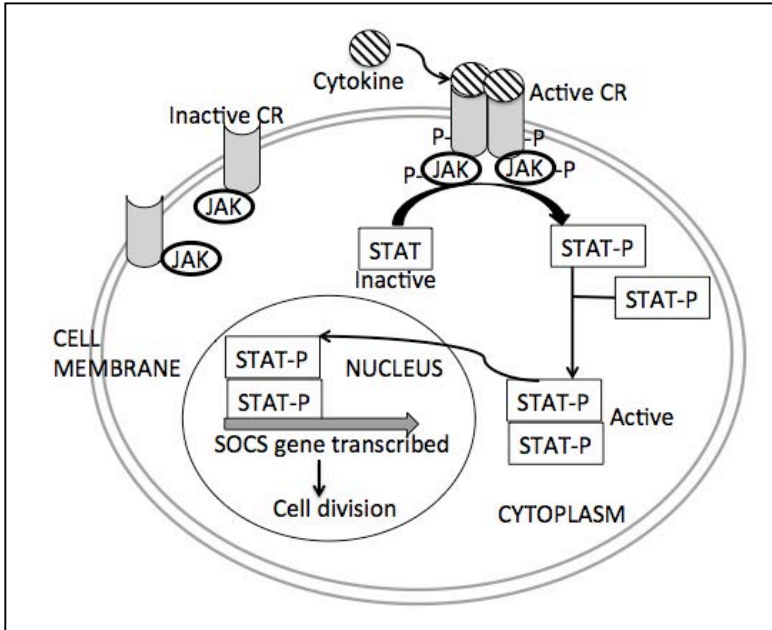 Cytokine
Active CR
Inactive CR
P-
-P
P-
JAK
JAK
-P
JAK
JAK
STAT
Inactive
STAT-P
STAT-P
CELL
MEMBRANE
STAT-P
NUCLEUS
STAT-P
STAT-P
Active
STAT-P
SOCS gene transcribed
Cell division
CYTOPLASM